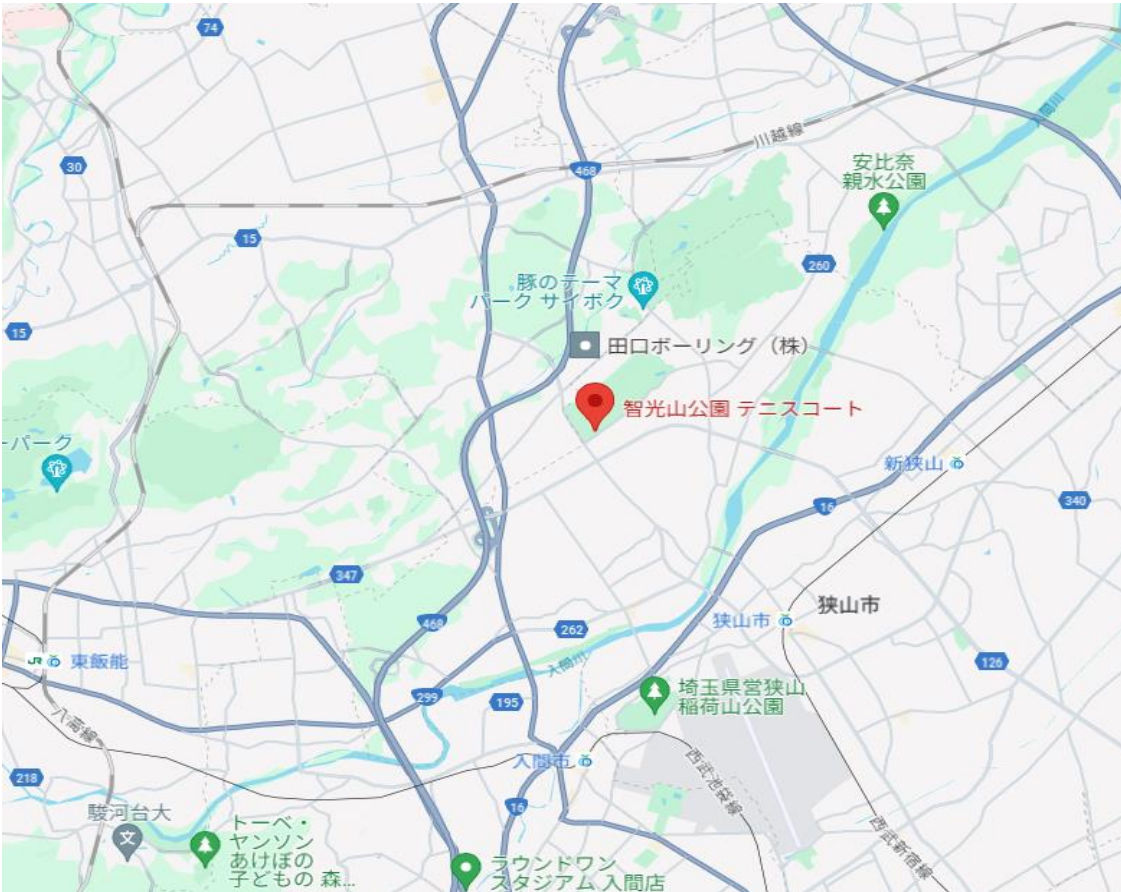 74
30
468
川越線
入間川
安比奈
親水公園
15
260
豚のテーマ
パーク サイボク
15
田口ボーリング（株）
智光山公園 テニスコート
ーパーク
新狭山
16
340
347
468
262
狭山市
狭山市
JR
東飯能
入間川
126
299
195
埼玉県営狭山
稲荷山公園
八高線
入間市
西武池袋線
218
16
駿河台大
文
西武新宿線
トーベ・
ヤンソン
あけぼの
子どもの 森...
ラウンドワン
スタジアム 入間店